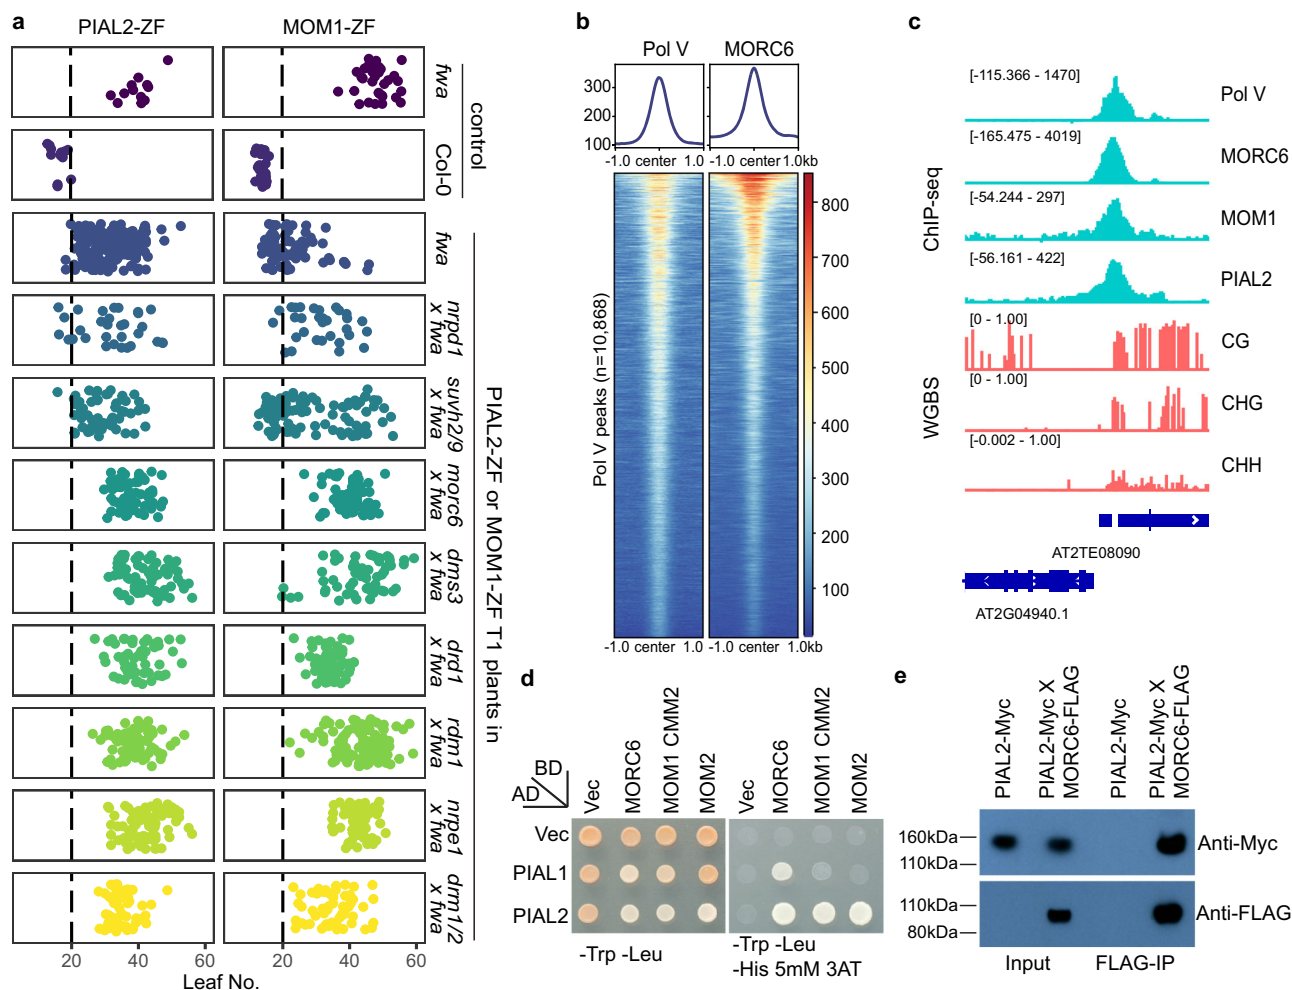 a
PIAL2-ZF
MOM1-ZF
fwa
Col-0
control
fwa
nrpd1
x fwa
suvh2/9
x fwa
morc6
x fwa
dms3
x fwa
drd1
x fwa
rdm1
x fwa
nrpe1
x fwa
drm1/2
x fwa
PIAL2-ZF or MOM1-ZF T1 plants in
20 60 20 60
Leaf No.
b
Pol V
MORC6
300
200
100
-1.0 center 1.0
-1.0 center 1.0kb
Pol V peaks (n=10,868)
800
700
600
500
400
300
200
100
-1.0 center 1.0
-1.0 center 1.0kb
c
ChIP-seq
[-115.366 - 1470]
Pol V
[-165.475 - 4019]
MORC6
[-54.244 - 297]
MOM1
[-56.161 - 422]
PIAL2
WGBS
[0 - 1.00]
CG
[0 - 1.00]
CHG
[-0.002 - 1.00]
CHH
AT2TE08090
AT2G04940.1
d
BD
AD
Vec
MORC6
MOM1 CMM2
MOM2
Vec
MORC6
MOM1 CMM2
MOM2
Vec
PIAL1
PIAL2
-Trp -Leu
-Trp -Leu
-His 5mM 3AT
e
PIAL2-Myc
PIAL2-Myc X
MORC6-FLAG
PIAL2-Myc
PIAL2-Myc X
MORC6-FLAG
160kDa
110kDa
Anti-Myc
110kDa
80kDa
Anti-FLAG
Input
FLAG-IP